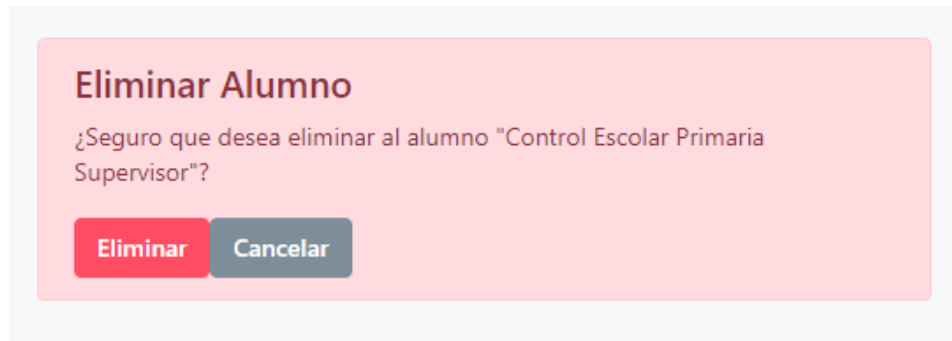 Eliminar Alumno
¿Seguro que desea eliminar al alumno "Control Escolar Primaria
Supervisor"?
Eliminar Cancelar